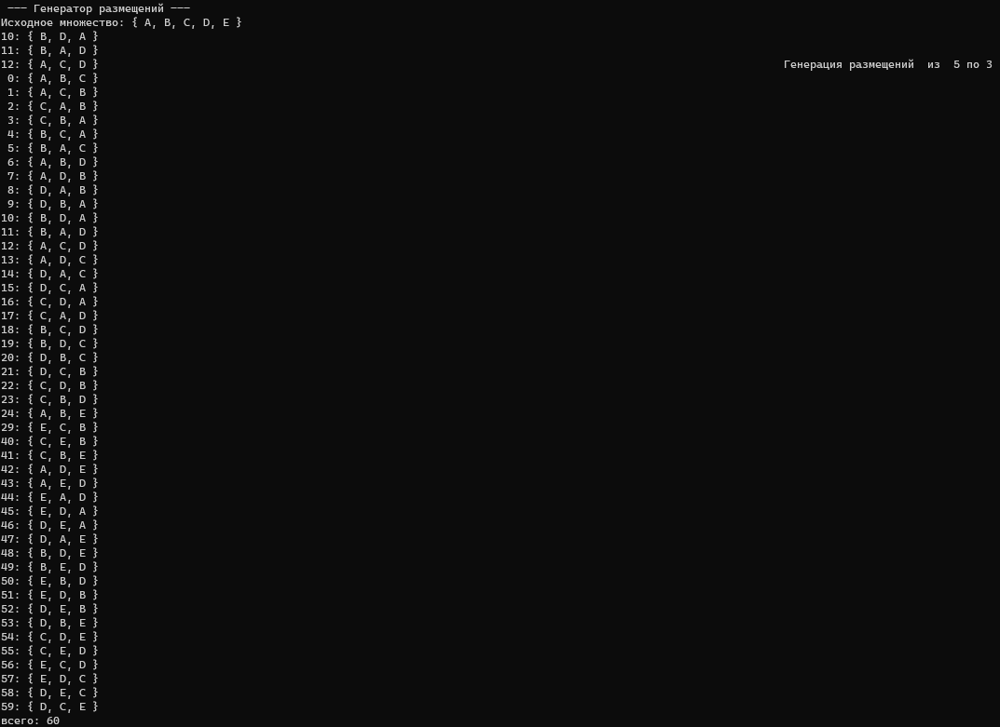 --- Генератор размещений ---
Исходное множество: { A, B, C, D, E }
10: { B, D, A }
11: { B, A, D }
12: { A, C, D }
Генерация размещений  из  5 по 3
0: { A, B, C }
1: { A, C, B }
2: { C, A, B }
3: { C, B, A }
4: { B, C, A }
5: { B, A, C }
6: { A, B, D }
7: { A, D, B }
8: { D, A, B }
9: { D, B, A }
10: { B, D, A }
11: { B, A, D }
12: { A, C, D }
13: { A, D, C }
14: { D, A, C }
15: { D, C, A }
16: { C, D, A }
17: { C, A, D }
18: { B, C, D }
19: { B, D, C }
20: { D, B, C }
21: { D, C, B }
22: { C, D, B }
23: { C, B, D }
24: { A, B, E }
29: { E, C, B }
40: { C, E, B }
41: { C, B, E }
42: { A, D, E }
43: { A, E, D }
44: { E, A, D }
45: { E, D, A }
46: { D, E, A }
47: { D, A, E }
48: { B, D, E }
49: { B, E, D }
50: { E, B, D }
51: { E, D, B }
52: { D, E, B }
53: { D, B, E }
54: { C, D, E }
55: { C, E, D }
56: { E, C, D }
57: { E, D, C }
58: { D, E, C }
59: { D, C, E }
всего: 60